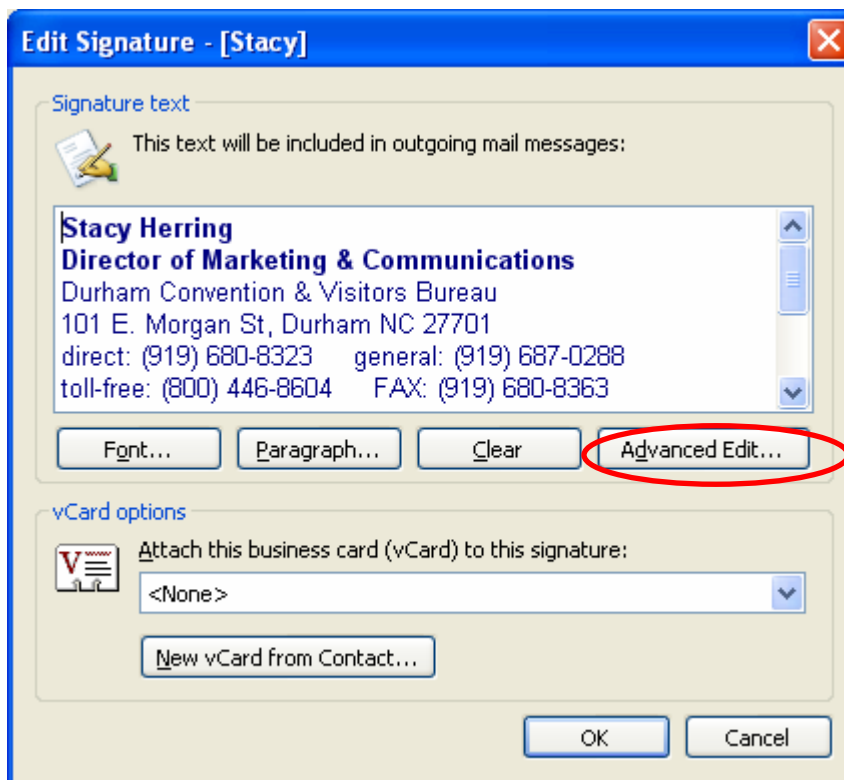 Edit Signature - [Stacy]
Signature text
This text will be included in outgoing mail messages:
Stacy Herring
Director of Marketing & Communications
Durham Convention & Visitors Bureau
101 E. Morgan St, Durham NC 27701
direct: (919) 680-8323 general: (919) 687-0288
toll-free: (800) 446-8604 FAX: (919) 680-8363
Font... Paragraph... Clear Advanced Edit...
vCard options
V
Attach this business card (vCard) to this signature:
<None>
New vCard from Contact...
OK Cancel